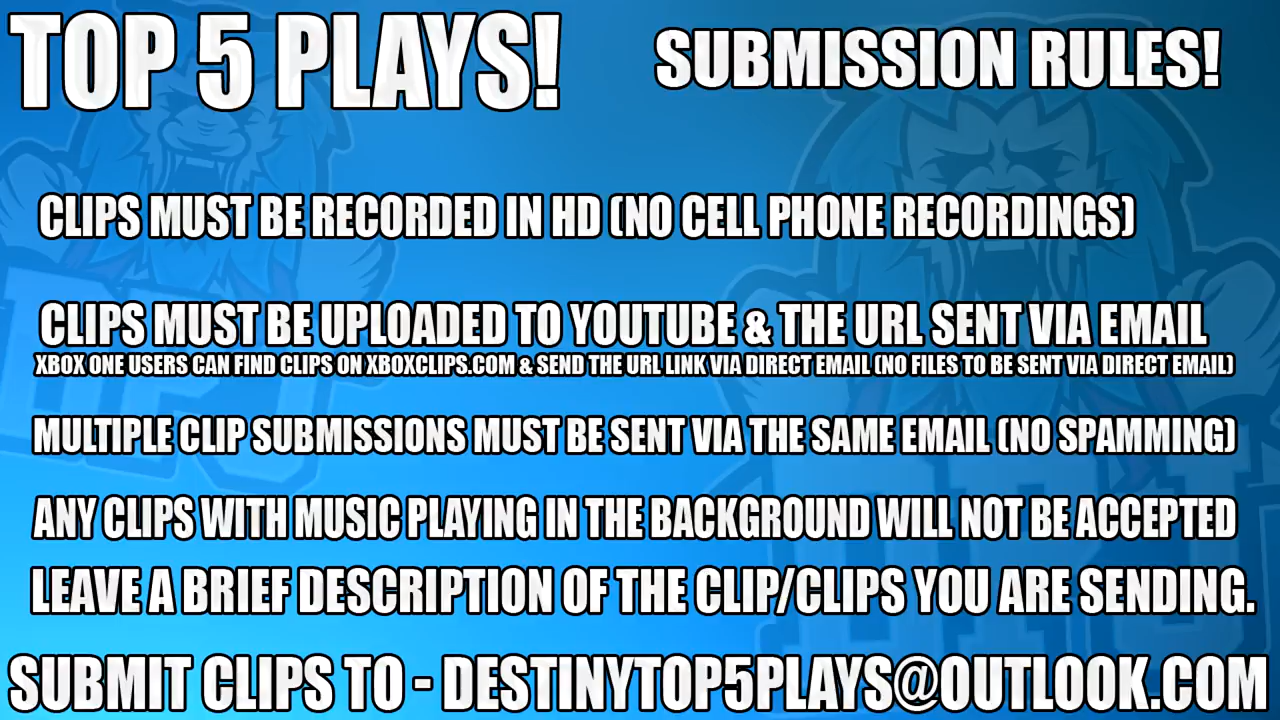 TOP 5 PLAYS!
SUBMISSION RULES!
CLIPS MUST BE RECORDED IN HD (NO CELL PHONE RECORDINGS)
CLIPS MUST BE UPLOADED TO YOUTUBE & THE URL SENT VIA EMAIL
XBOX ONE USERS CAN FIND CLIPS ON XBOXCLIPS.COM & SEND THE URL LINK VIA DIRECT EMAIL (NO FILES TO BE SENT VIA DIRECT EMAIL)
MULTIPLE CLIP SUBMISSIONS MUST BE SENT VIA THE SAME EMAIL (NO SPAMMING)
ANY CLIPS WITH MUSIC PLAYING IN THE BACKGROUND WILL NOT BE ACCEPTED
LEAVE A BRIEF DESCRIPTION OF THE CLIP/CLIPS YOU ARE SENDING.
SUBMIT CLIPS TO - DESTINYTOP5PLAYS@OUTLOOK.COM